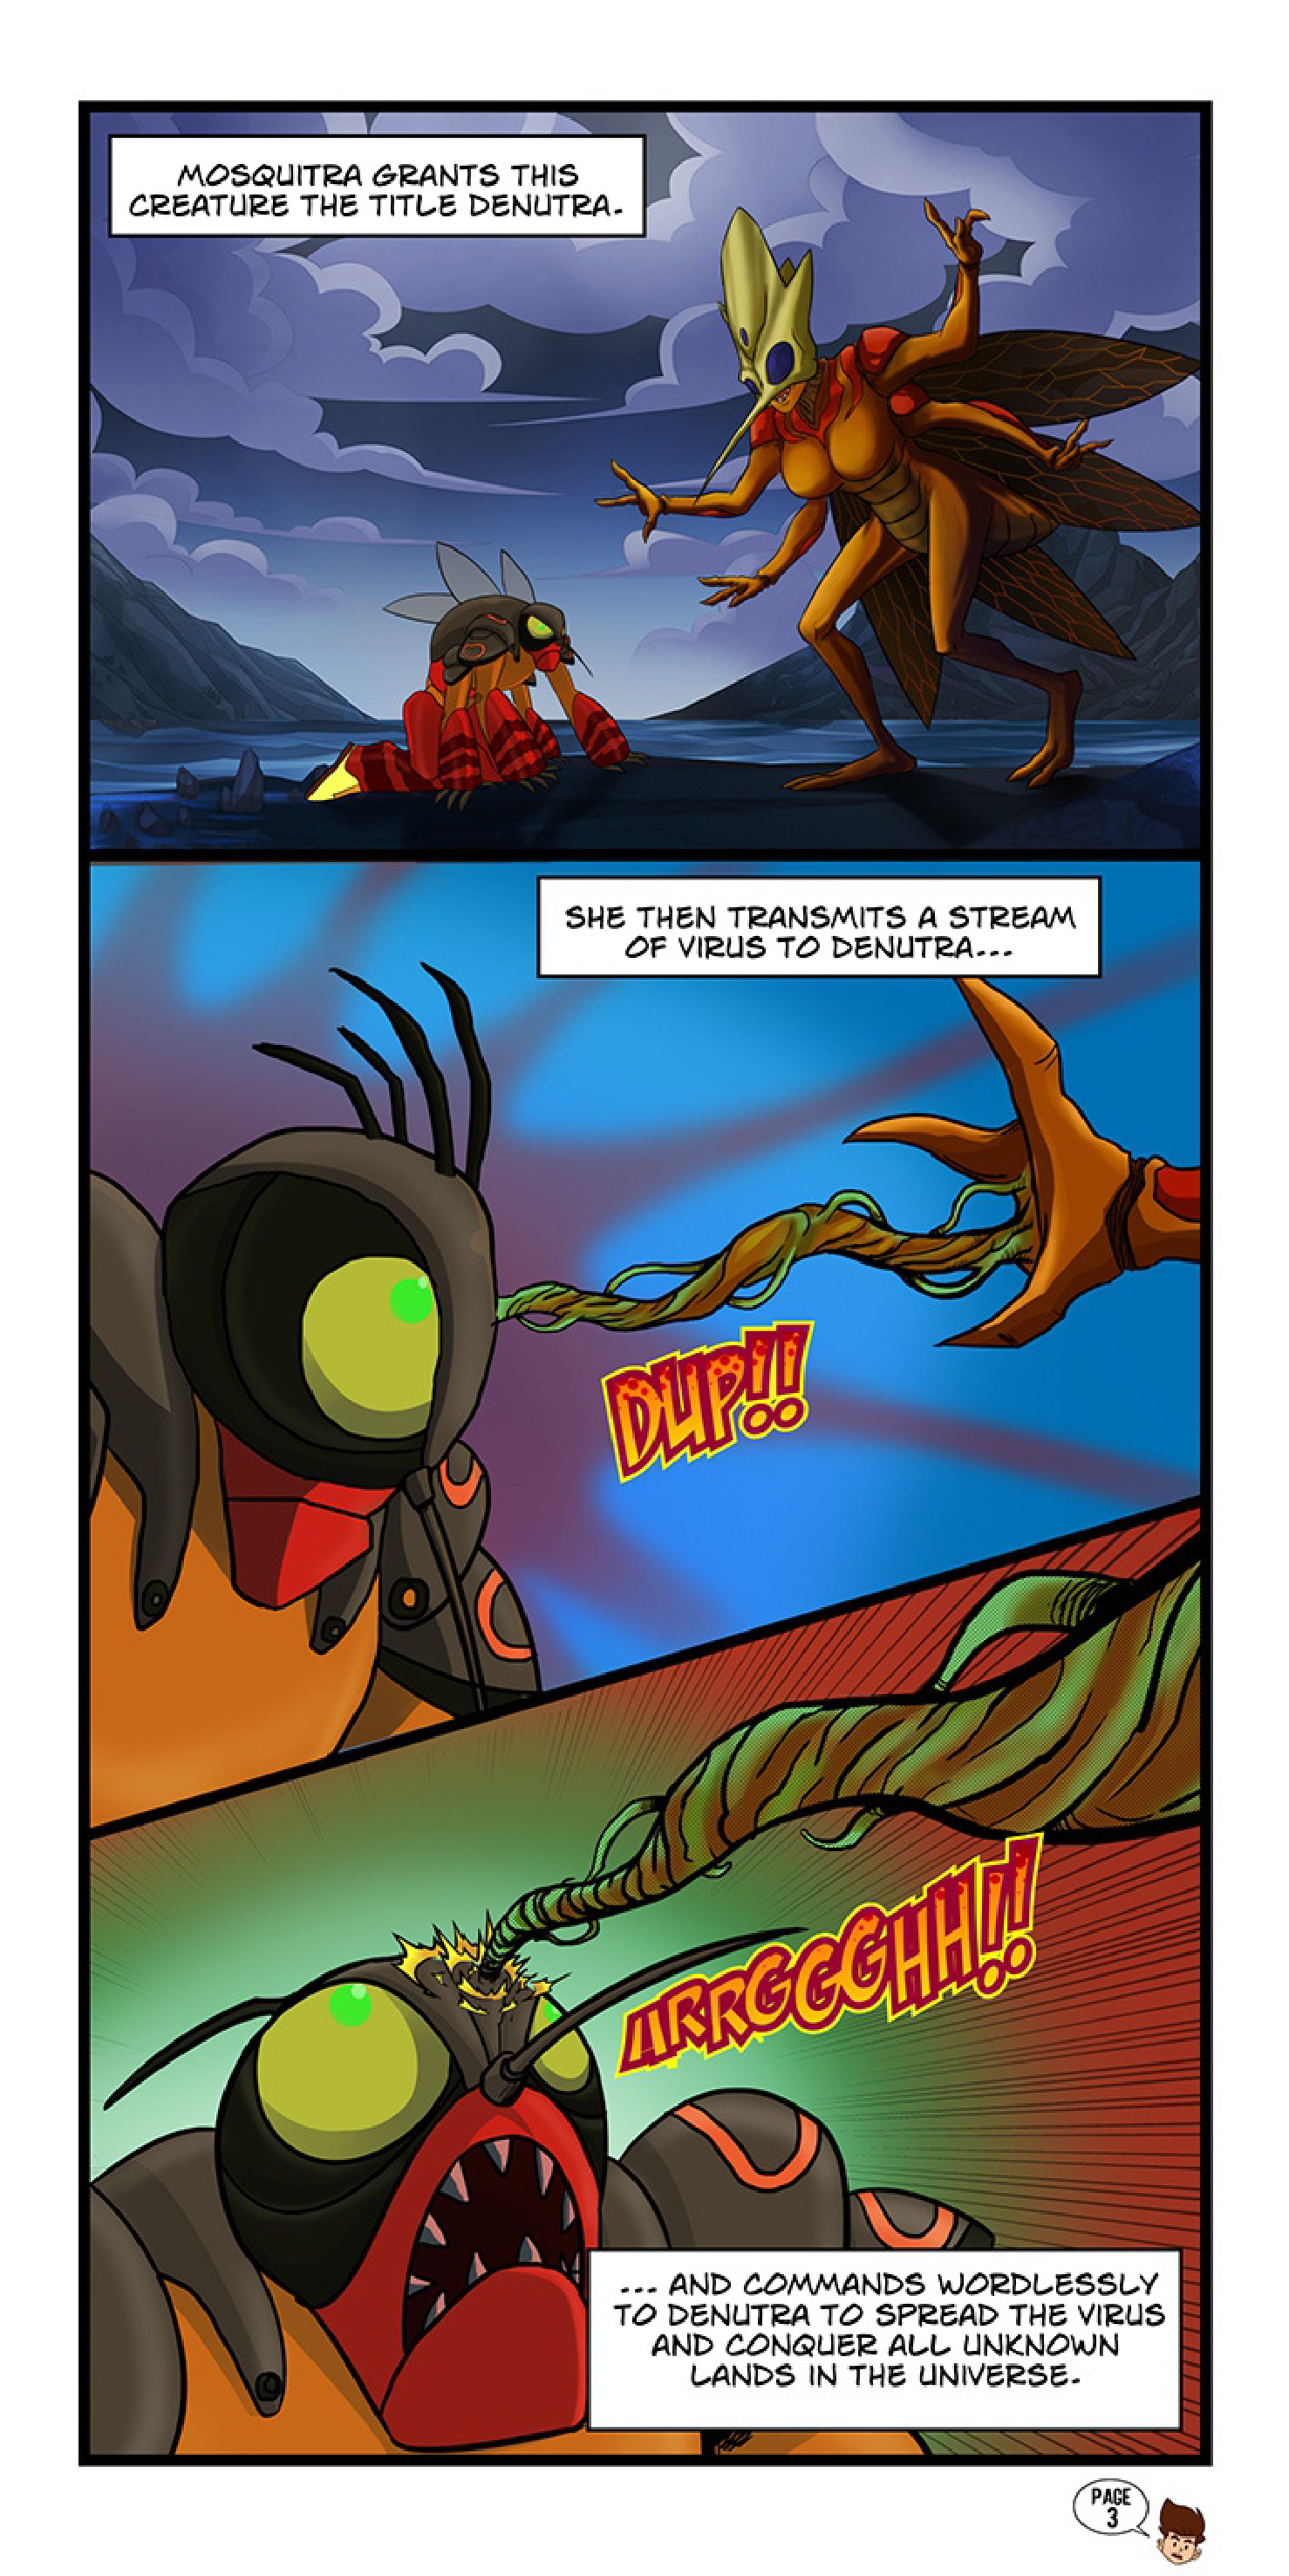 MOSQUITRA GRANTS THIS
CREATURE THE TITLE DENUTRA.
SHE THEN TRANSMITS A STREAM
OF VIRUS TO DENUTRA...
DUP!!
ARRGGGHH!!
... AND COMMANDS WORDLESSLY
TO DENUTRA TO SPREAD THE VIRUS
AND CONQUER ALL UNKNOWN
LANDS IN THE UNIVERSE.
PAGE
3